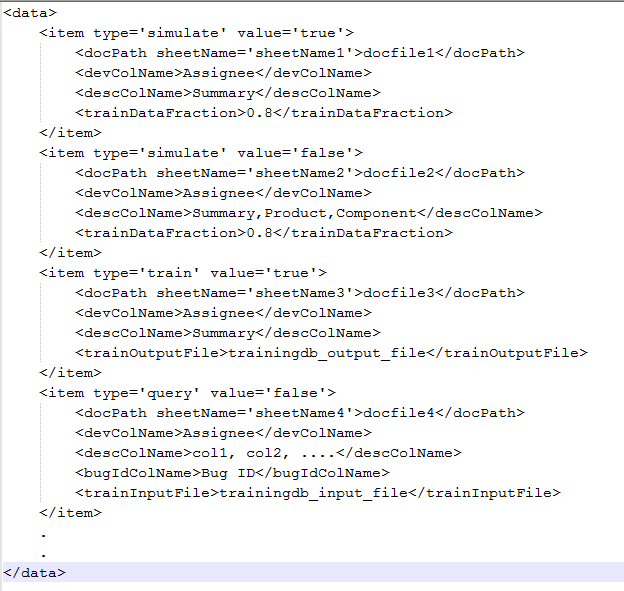 <data>
<item type='simulate' value='true'>
<docPath sheetName='sheetName1'>docfile1</docPath>
<devColName>Assignee</devColName>
<descColName>Summary</descColName>
<trainDataFraction>0.8</trainDataFraction>
</item>
<item type='simulate' value='false'>
<docPath sheetName='sheetName2'>docfile2</docPath>
<devColName>Assignee</devColName>
<descColName>Summary,Product,Component</descColName>
<trainDataFraction>0.8</trainDataFraction>
</item>
<item type='train' value='true'>
<docPath sheetName='sheetName3'>docfile3</docPath>
<devColName>Assignee</devColName>
<descColName>Summary</descColName>
<trainOutputFile>trainingdb_output_file</trainOutputFile>
</item>
<item type='query' value='false'>
<docPath sheetName='sheetName4'>docfile4</docPath>
<devColName>Assignee</devColName>
<descColName>col1, col2, ....</descColName>
<bugIdColName>Bug ID</bugIdColName>
<trainInputFile>trainingdb_input_file</trainInputFile>
</item>
.
.
</data>